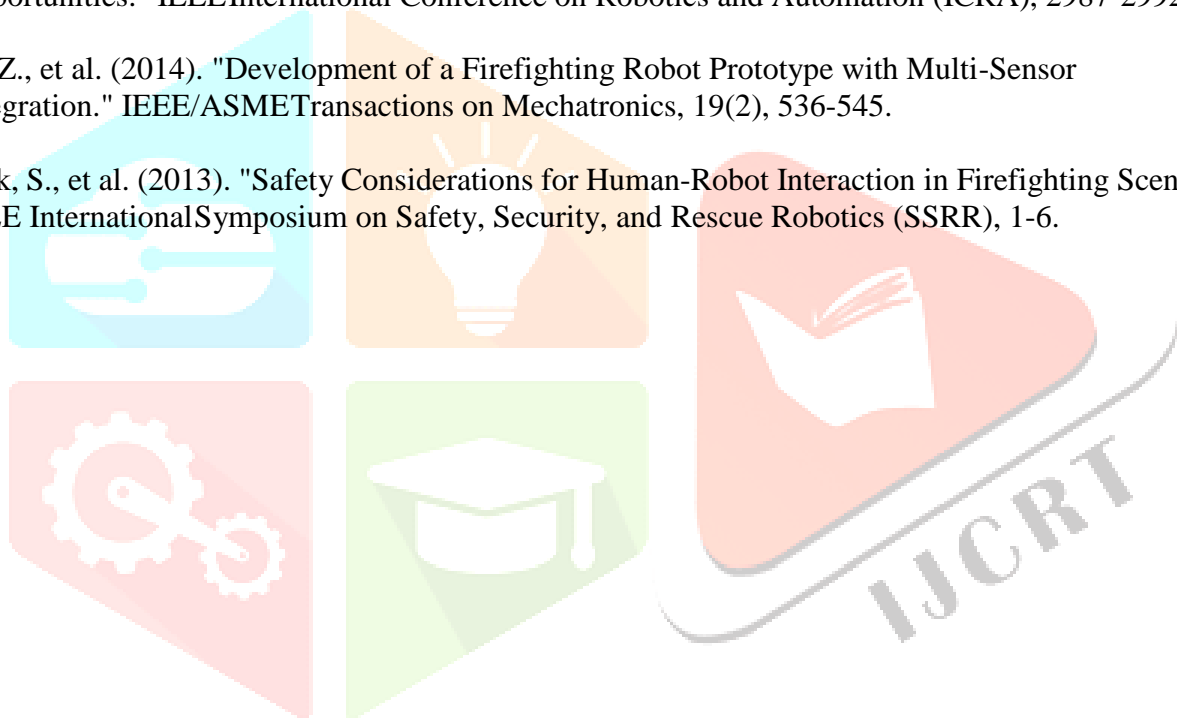 portunities." IEEEInternational Conference on Robotics and Automation (ICRA), 2987-2992
Z., et al. (2014). "Development of a Firefighting Robot Prototype with Multi-Sensor
egration." IEEE/ASMETransactions on Mechatronics, 19(2), 536-545.
k, S., et al. (2013). "Safety Considerations for Human-Robot Interaction in Firefighting Scen
E InternationalSymposium on Safety, Security, and Rescue Robotics (SSRR), 1-6.
IJCRT